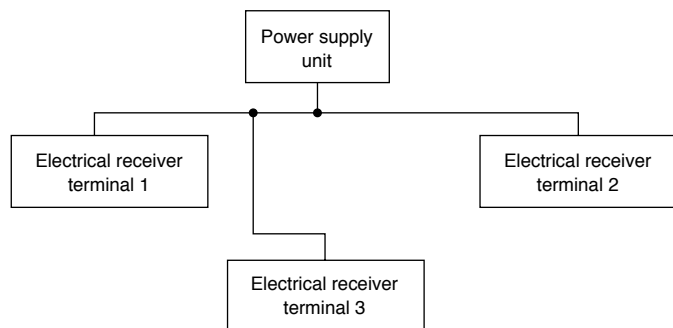 Power supply
unit
Electrical receiver
terminal 1
Electrical receiver
terminal 2
Electrical receiver
terminal 3